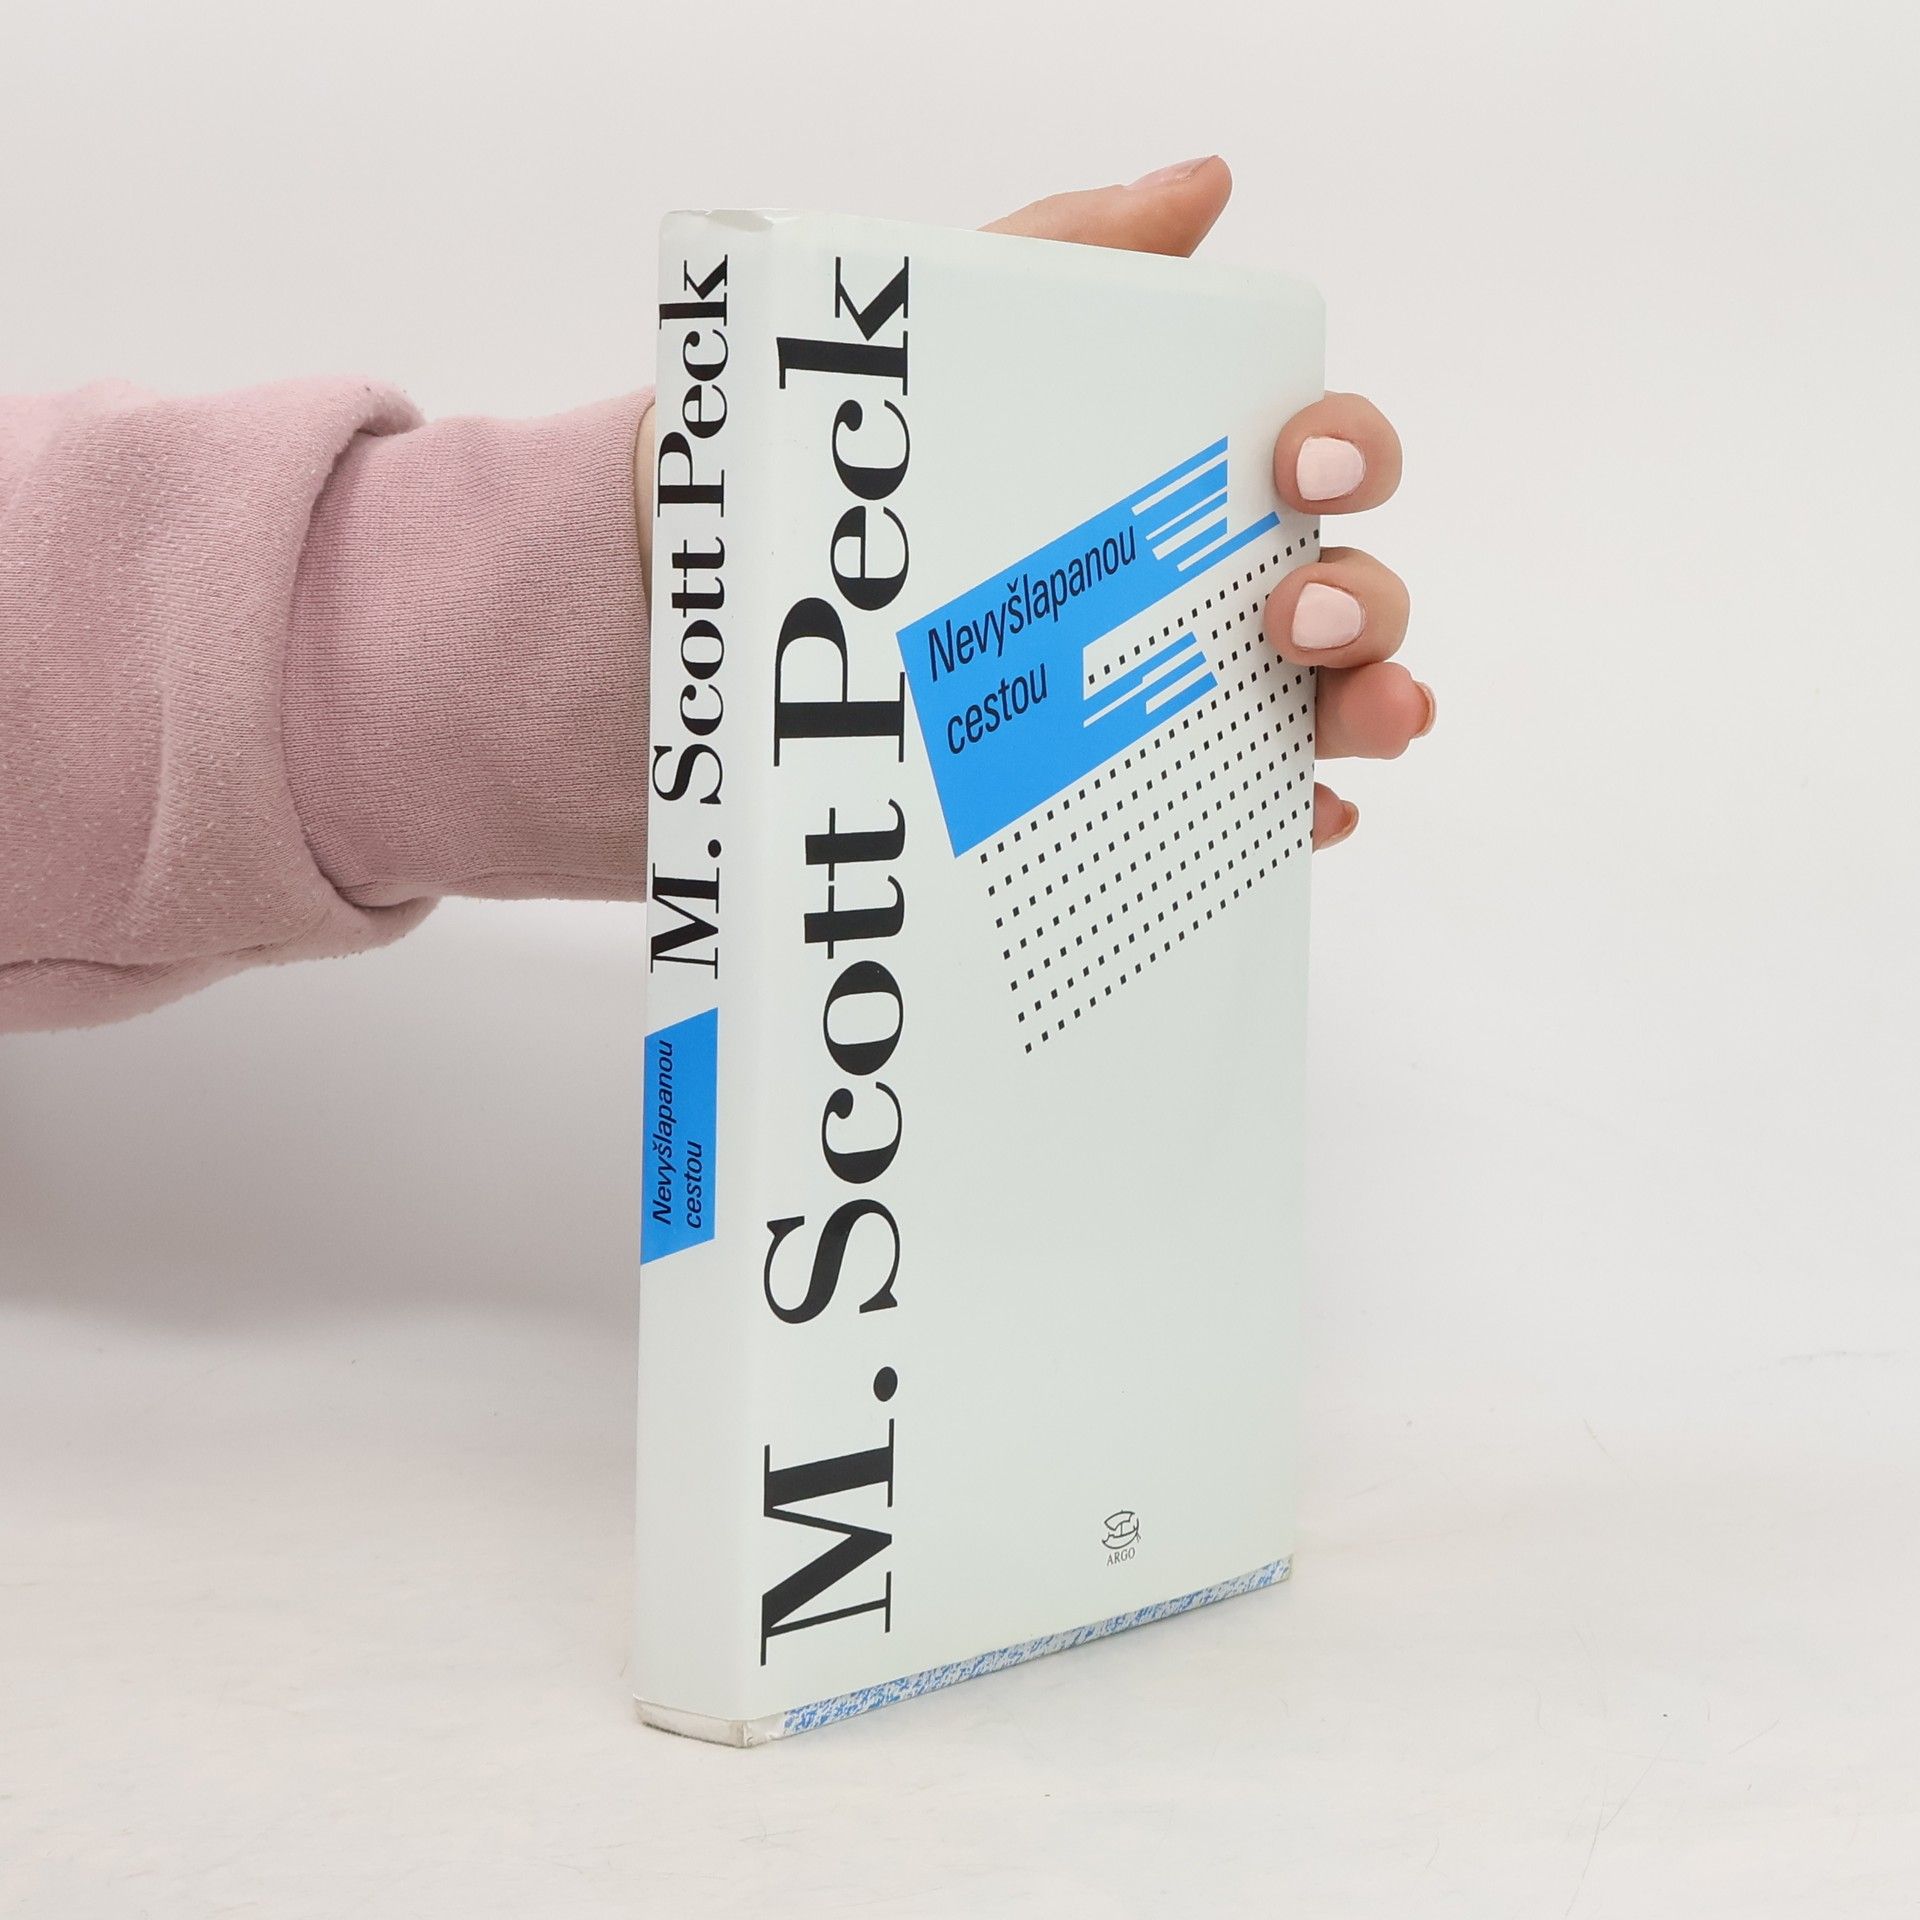 M. Scott Peck
Nevyšlapanou
cestou
M. Scott Peck
Nevyšlapanou
cestou
ARGO